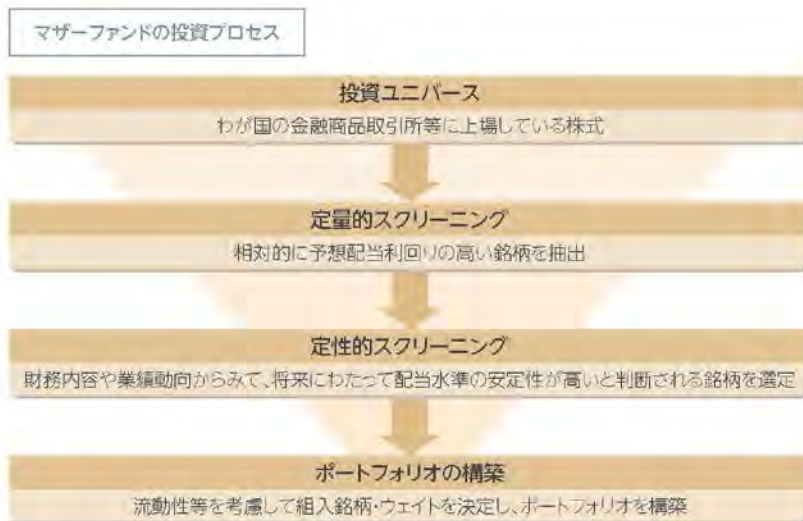 マザーファンドの投資プロセス
投資ユニバース
わが国の金融商品取引所等に上場している株式
定量的スクリーニング
相対的に予想配当利回りの高い銘柄を抽出
定性的スクリーニング
財務内容や業績動向からみて、将来にわたって配当水準の安定性が高いと判断される銘柄を選定
ポートフォリオの構築
流動性等を考慮して組入銘柄・ウェイトを決定し、ポートフォリオを構築